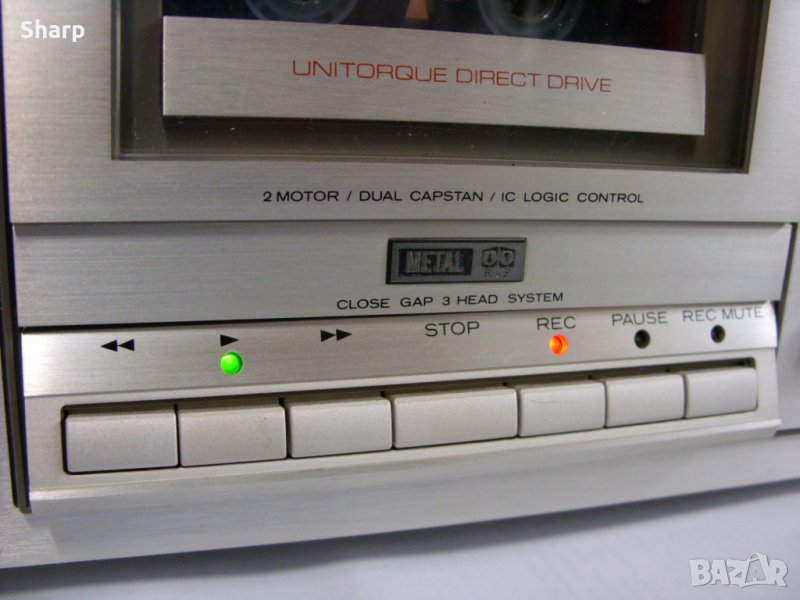 Sharp
UNITORQUE DIRECT DRIVE
2 MOTOR / DUAL CAPSTAN / IC LOGIC CONTROL
METAL
CLOSE GAP 3 HEAD SYSTEM
STOP REC PAUSE REC MUTE
BAZAR